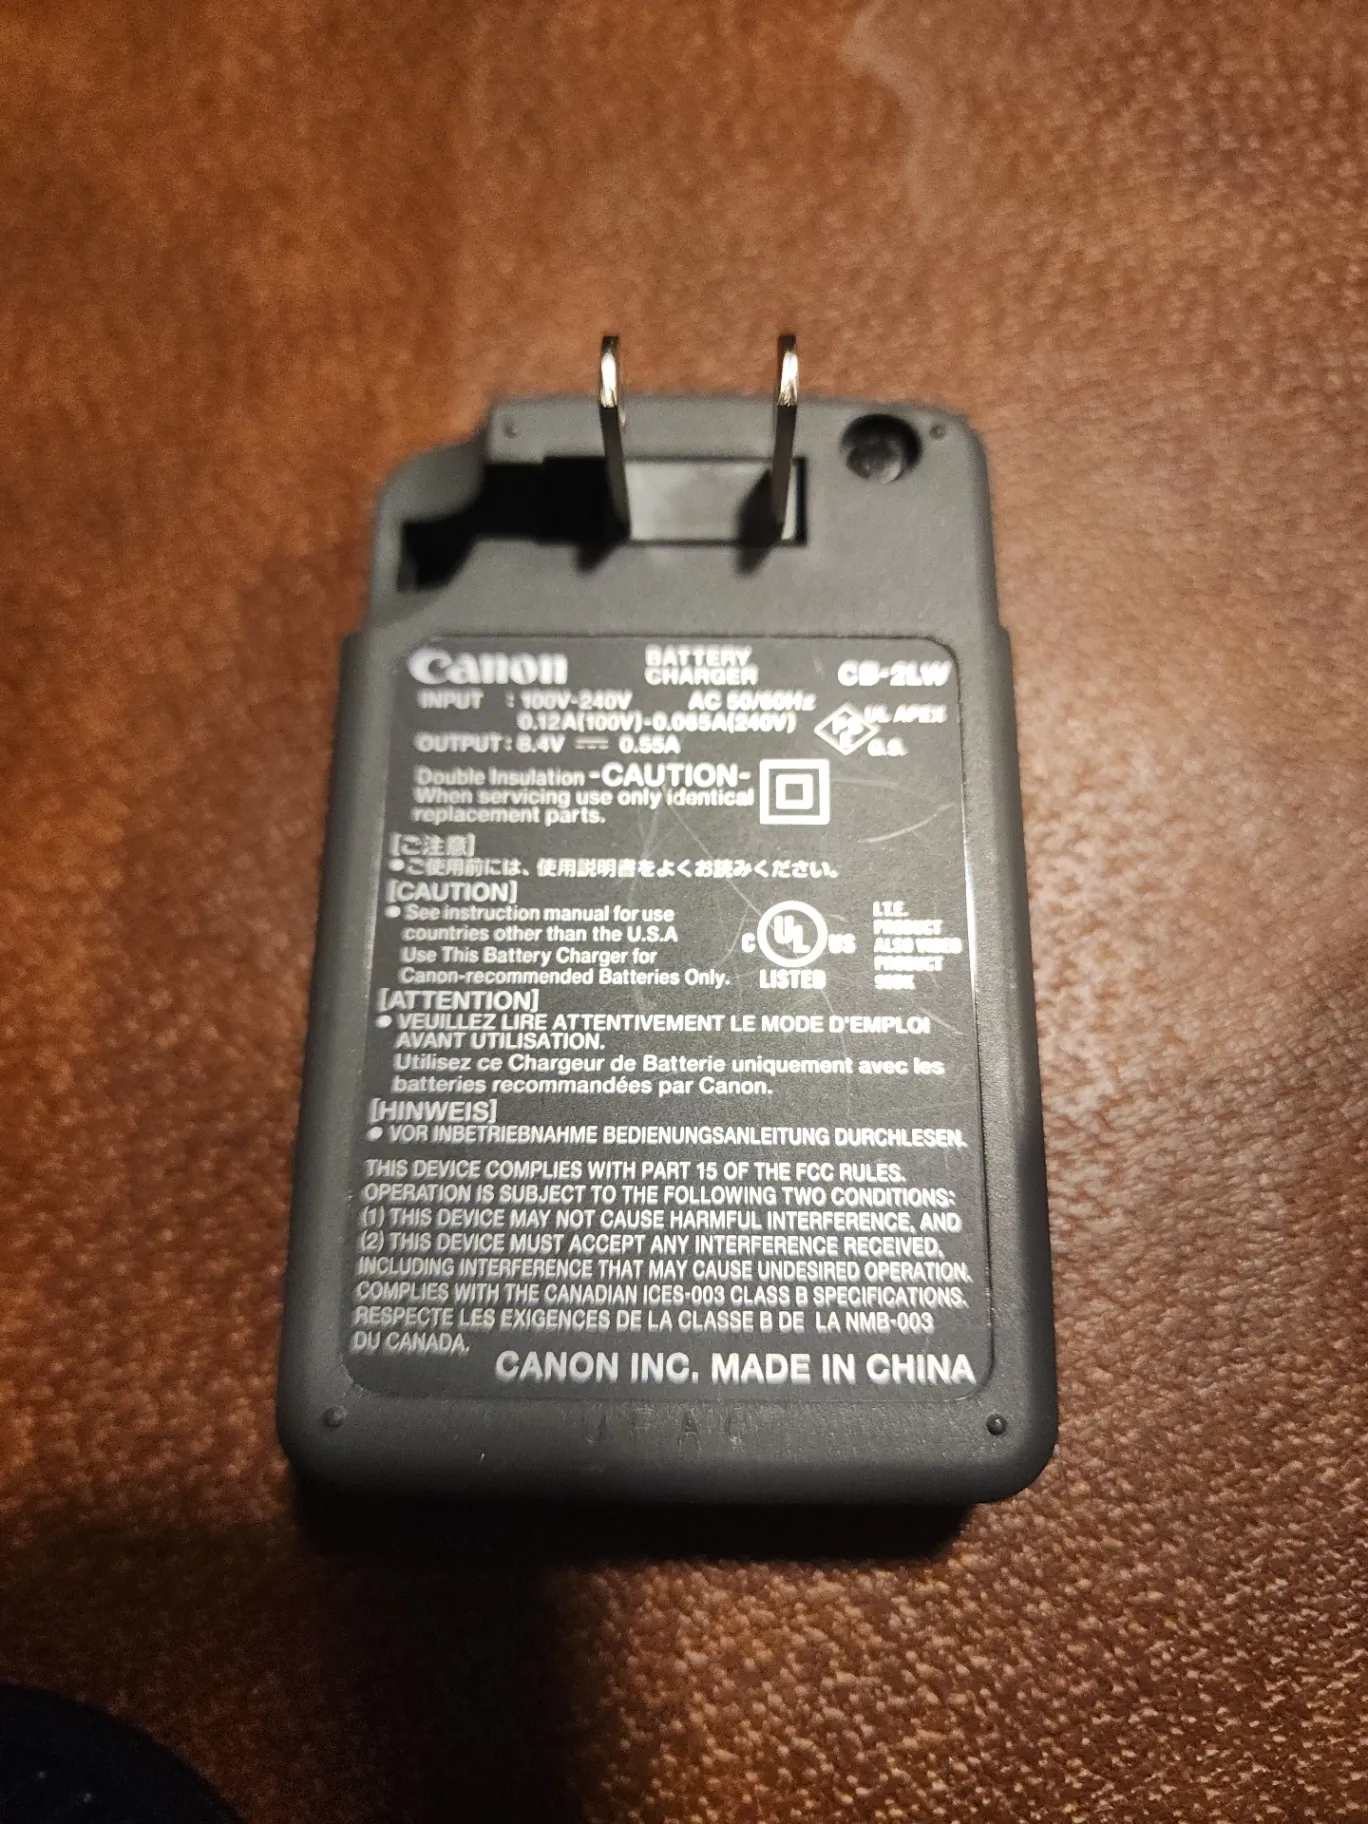 Canon BATTERY CHARGER CB-2LW
INPUT : 100V-240V AC 50/60Hz
0.12A(100V)-0.065A(240V)
OUTPUT : 8.4V ⎓ 0.55A
PS E UL APEX
G.S.
Double Insulation -CAUTION-
When servicing use only identical
replacement parts.
[ご注意]
●ご使用前には、使用説明書をよくお読みください。
[CAUTION]
● See instruction manual for use
countries other than the U.S.A
Use This Battery Charger for
Canon-recommended Batteries Only.
C UL US
LISTED
I.T.E.
PRODUCT
ALSO VIDEO
PRODUCT
[ATTENTION]
● VEUILLEZ LIRE ATTENTIVEMENT LE MODE D'EMPLOI
AVANT UTILISATION.
Utilisez ce Chargeur de Batterie uniquement avec les
batteries recommandées par Canon.
[HINWEIS]
● VOR INBETRIEBNAHME BEDIENUNGSANLEITUNG DURCHLESEN.
THIS DEVICE COMPLIES WITH PART 15 OF THE FCC RULES.
OPERATION IS SUBJECT TO THE FOLLOWING TWO CONDITIONS:
(1) THIS DEVICE MAY NOT CAUSE HARMFUL INTERFERENCE, AND
(2) THIS DEVICE MUST ACCEPT ANY INTERFERENCE RECEIVED,
INCLUDING INTERFERENCE THAT MAY CAUSE UNDESIRED OPERATION.
COMPLIES WITH THE CANADIAN ICES-003 CLASS B SPECIFICATIONS.
RESPECTE LES EXIGENCES DE LA CLASSE B DE LA NMB-003
DU CANADA.
CANON INC. MADE IN CHINA